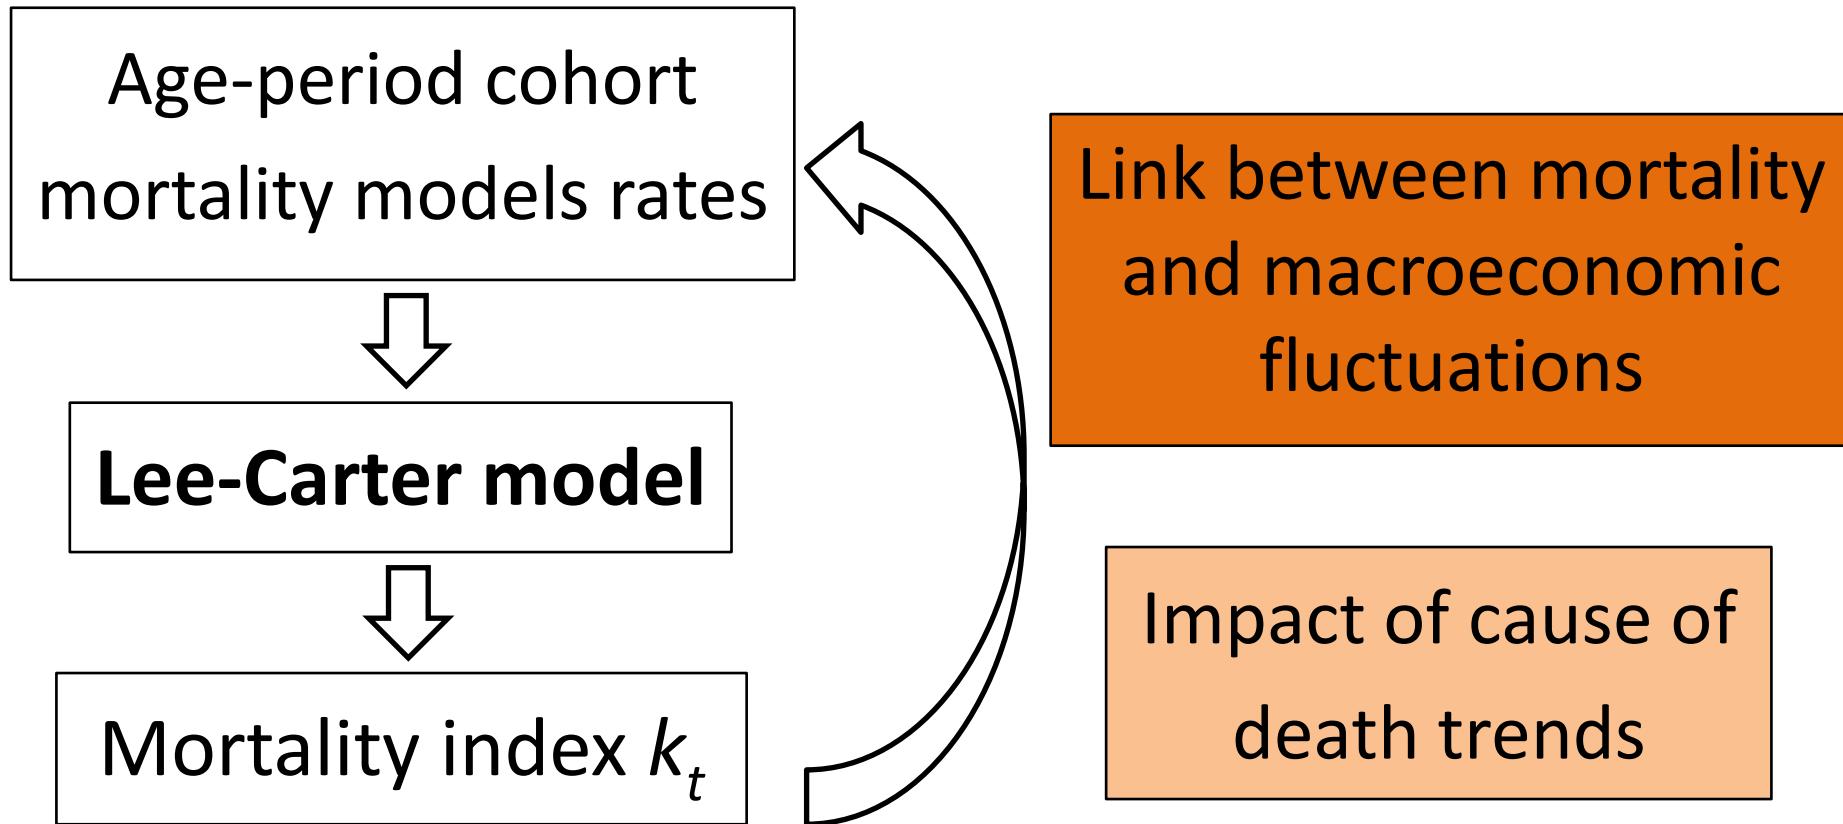 Age-period cohort
mortality models rates
Lee-Carter model
Mortality index kₜ
Link between mortality
and macroeconomic
fluctuations
Impact of cause of
death trends